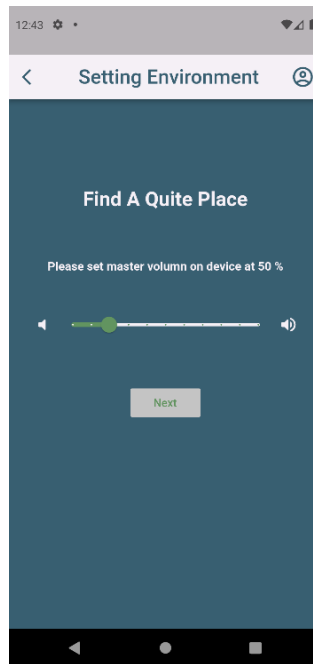 12:43
Setting Environment
Find A Quite Place
Please set master volumn on device at 50 %
Next